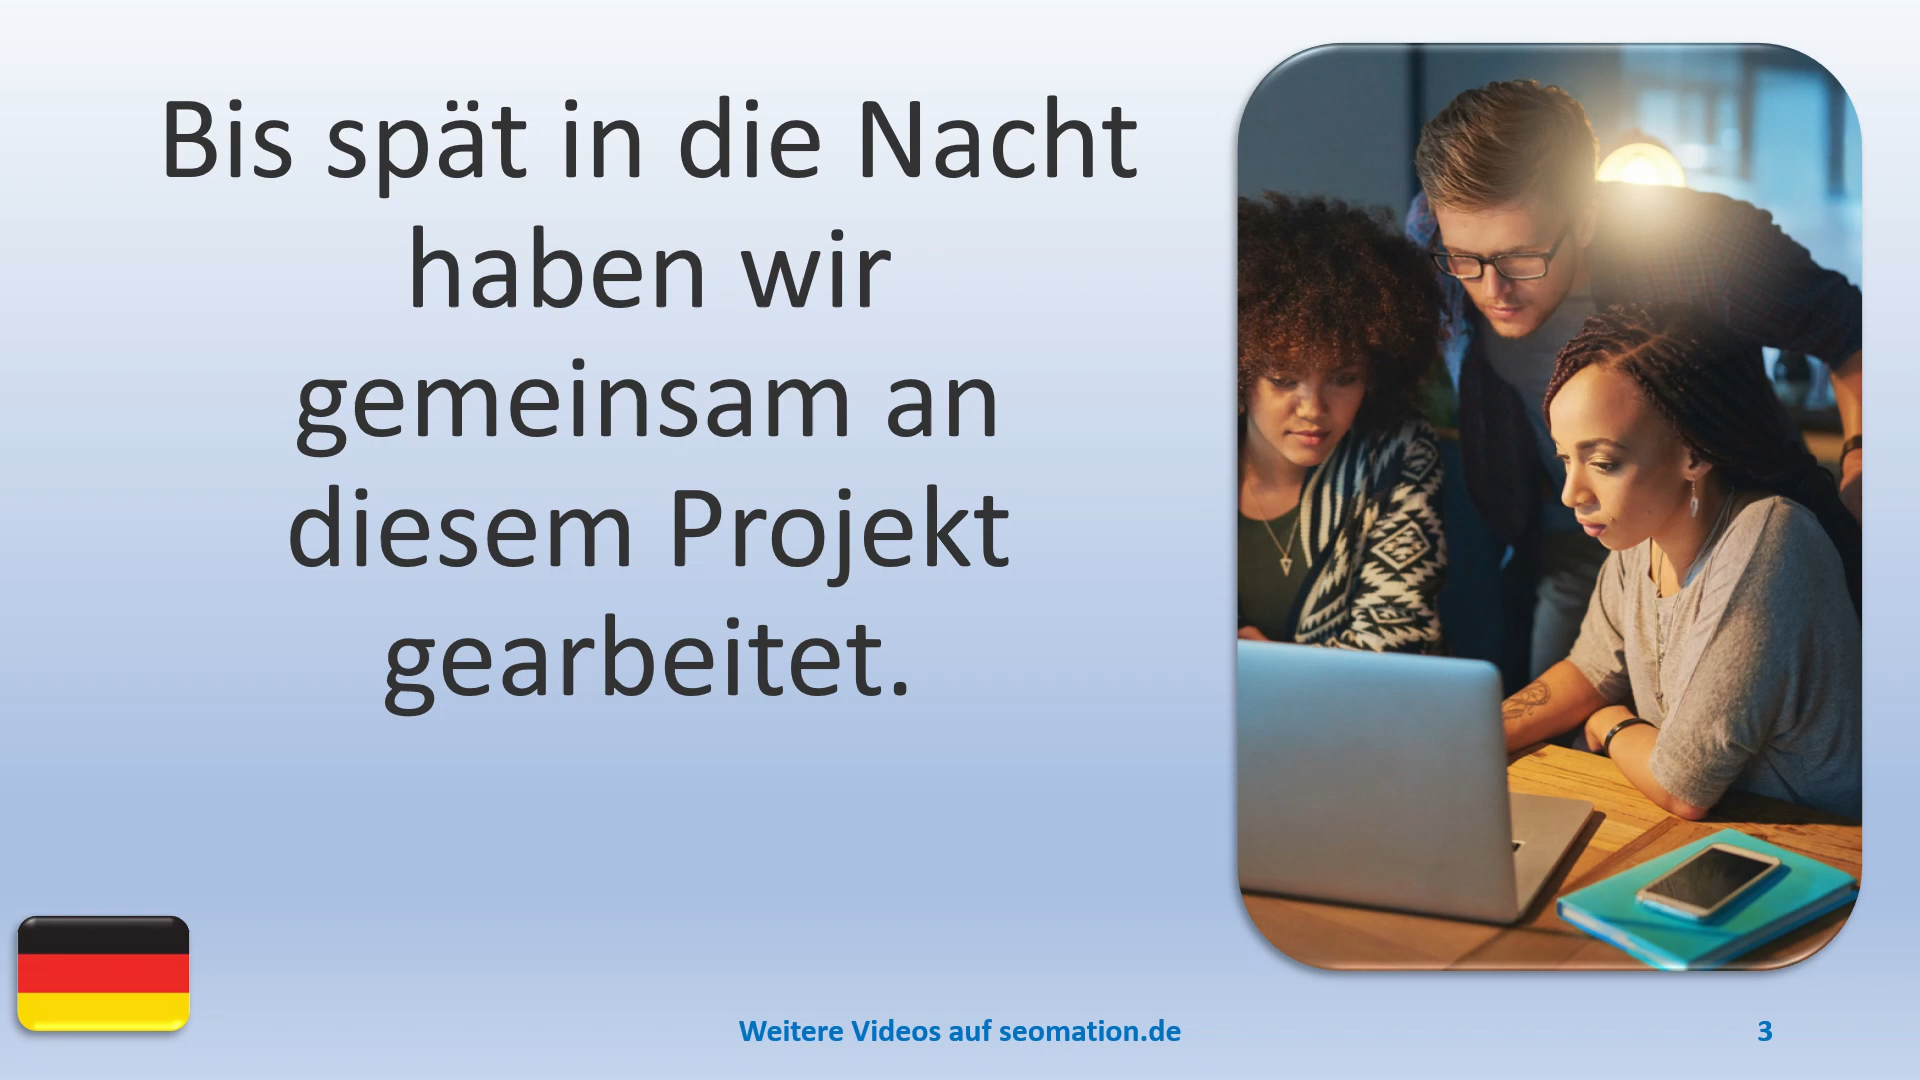 Bis spät in die Nacht
haben wir
gemeinsam an
diesem Projekt
gearbeitet.
Weitere Videos auf seomation.de
3